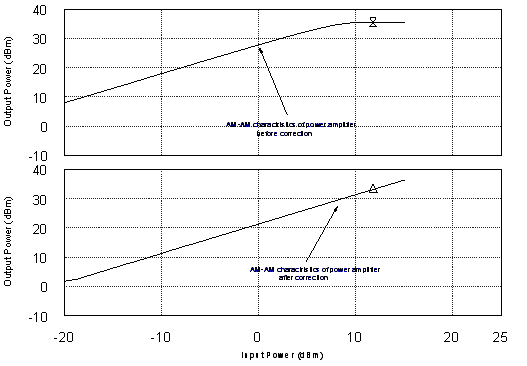 40
30
20
10
0
-10
Output Power (dBm)
AM-AM charactristics of power amplifier
before correction
40
30
20
10
0
-10
Output Power (dBm)
AM-AM charactristics of power amplifier
after correction
-20
-10
0
10
20
25
Input Power (dBm)